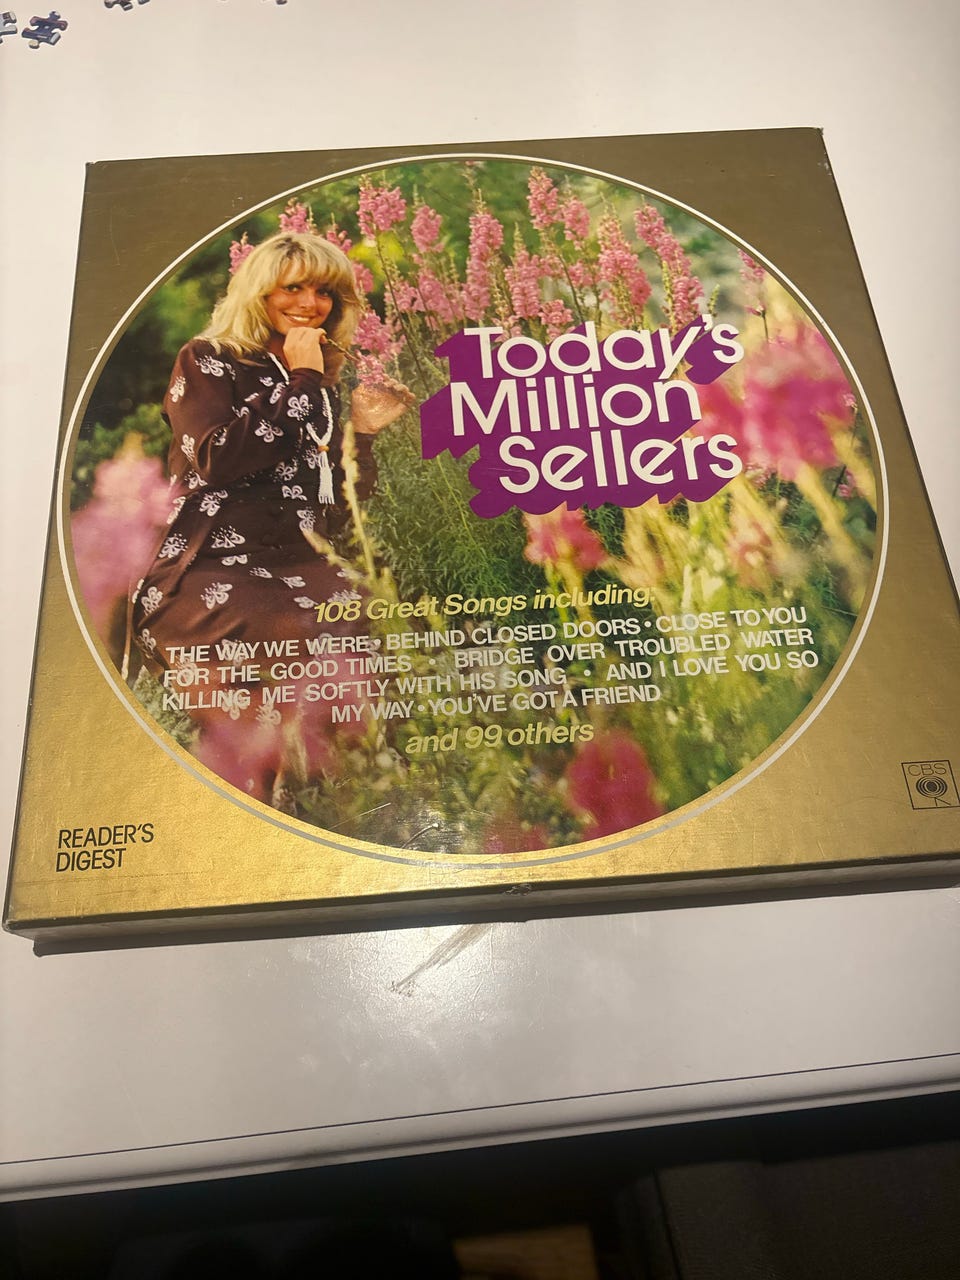 Today's
Million
Sellers
108 Great Songs including:
THE WAY WE WERE • BEHIND CLOSED DOORS • CLOSE TO YOU
FOR THE GOOD TIMES • BRIDGE OVER TROUBLED WATER
KILLING ME SOFTLY WITH HIS SONG • AND I LOVE YOU SO
MY WAY • YOU'VE GOT A FRIEND
and 99 others
READER'S
DIGEST
CBS